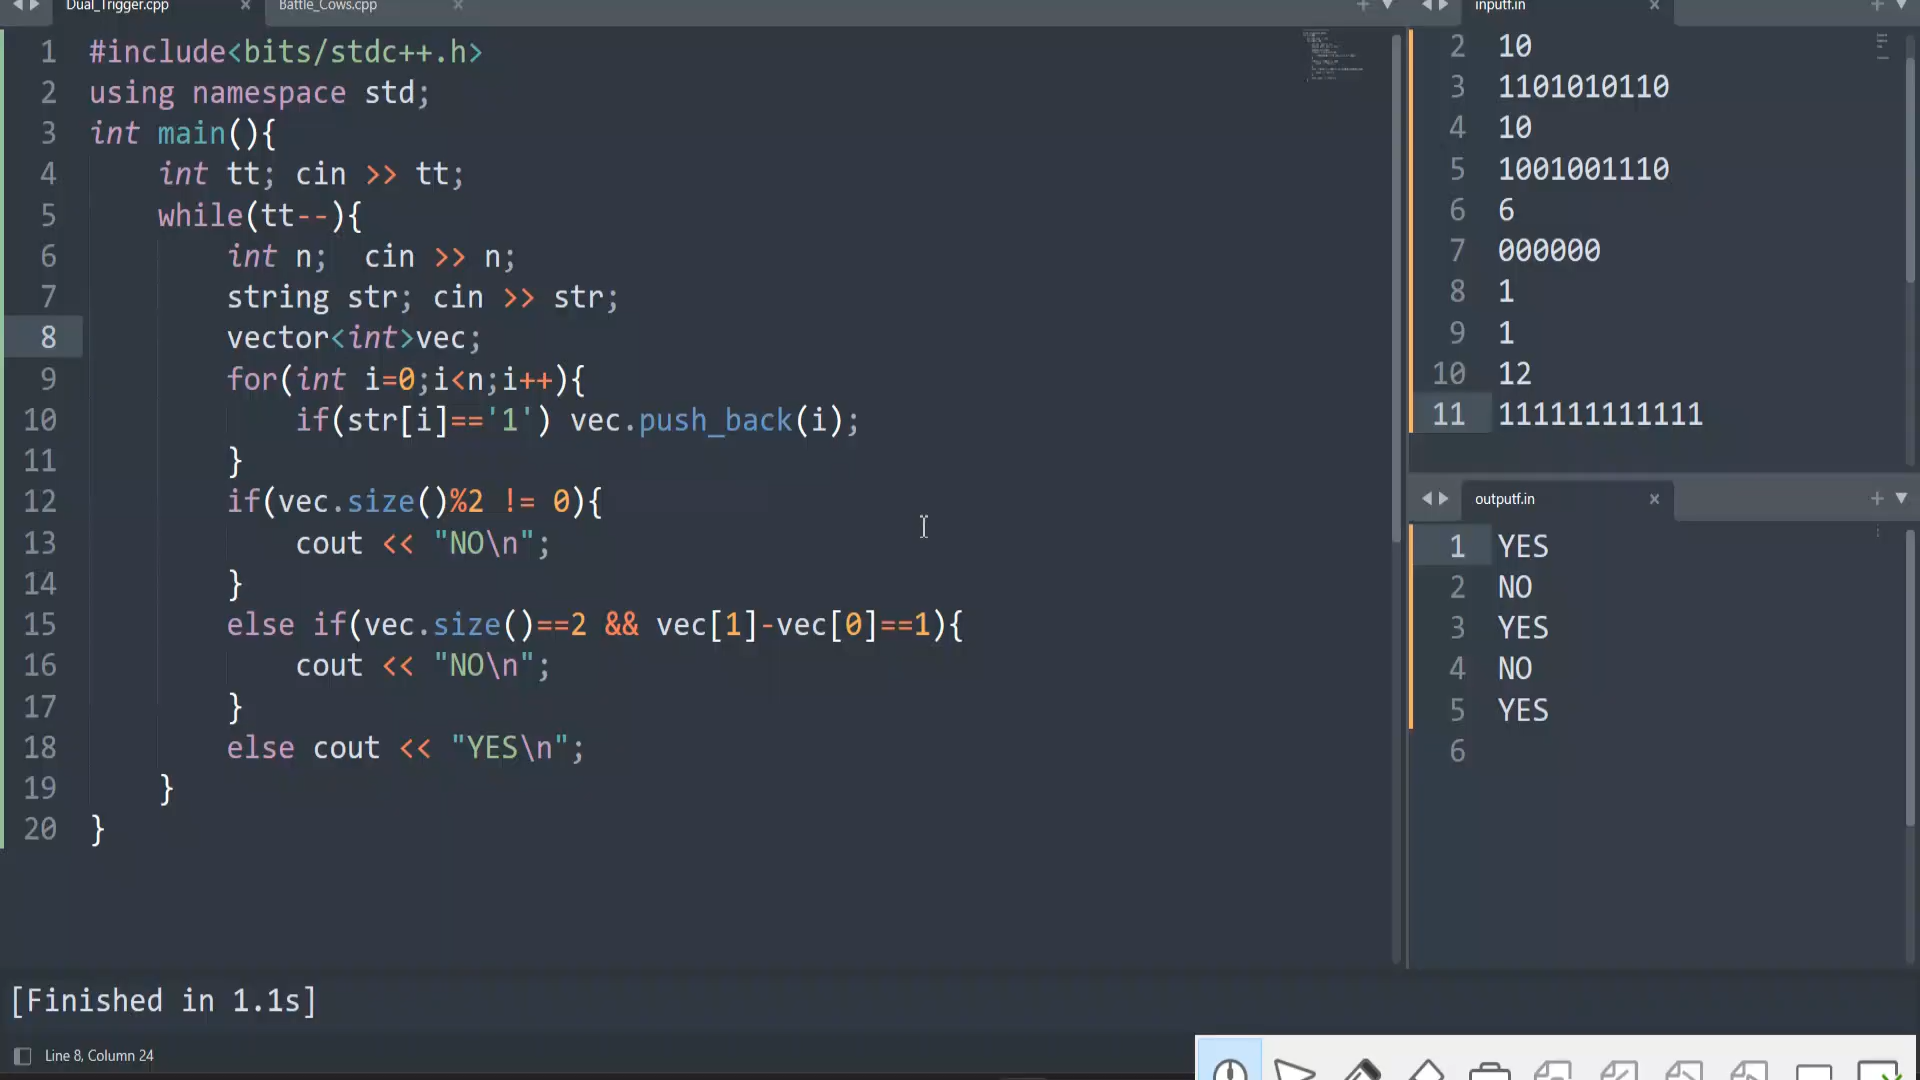 Dual_Trigger.cpp
Battle_Cows.cpp
1 #include<bits/stdc++.h>
2 using namespace std;
3 int main(){
4 int tt; cin >> tt;
5 while(tt--){
6 int n;  cin >> n;
7 string str; cin >> str;
8 vector<int>vec;
9 for(int i=0;i<n;i++){
10 if(str[i]=='1') vec.push_back(i);
11 }
12 if(vec.size()%2 != 0){
13 cout << "NO\n";
14 }
15 else if(vec.size()==2 && vec[1]-vec[0]==1){
16 cout << "NO\n";
17 }
18 else cout << "YES\n";
19 }
20 }
inputf.in
2 10
3 1101010110
4 10
5 1001001110
6 6
7 000000
8 1
9 1
10 12
11 111111111111
outputf.in
1 YES
2 NO
3 YES
4 NO
5 YES
6
[Finished in 1.1s]
Line 8, Column 24